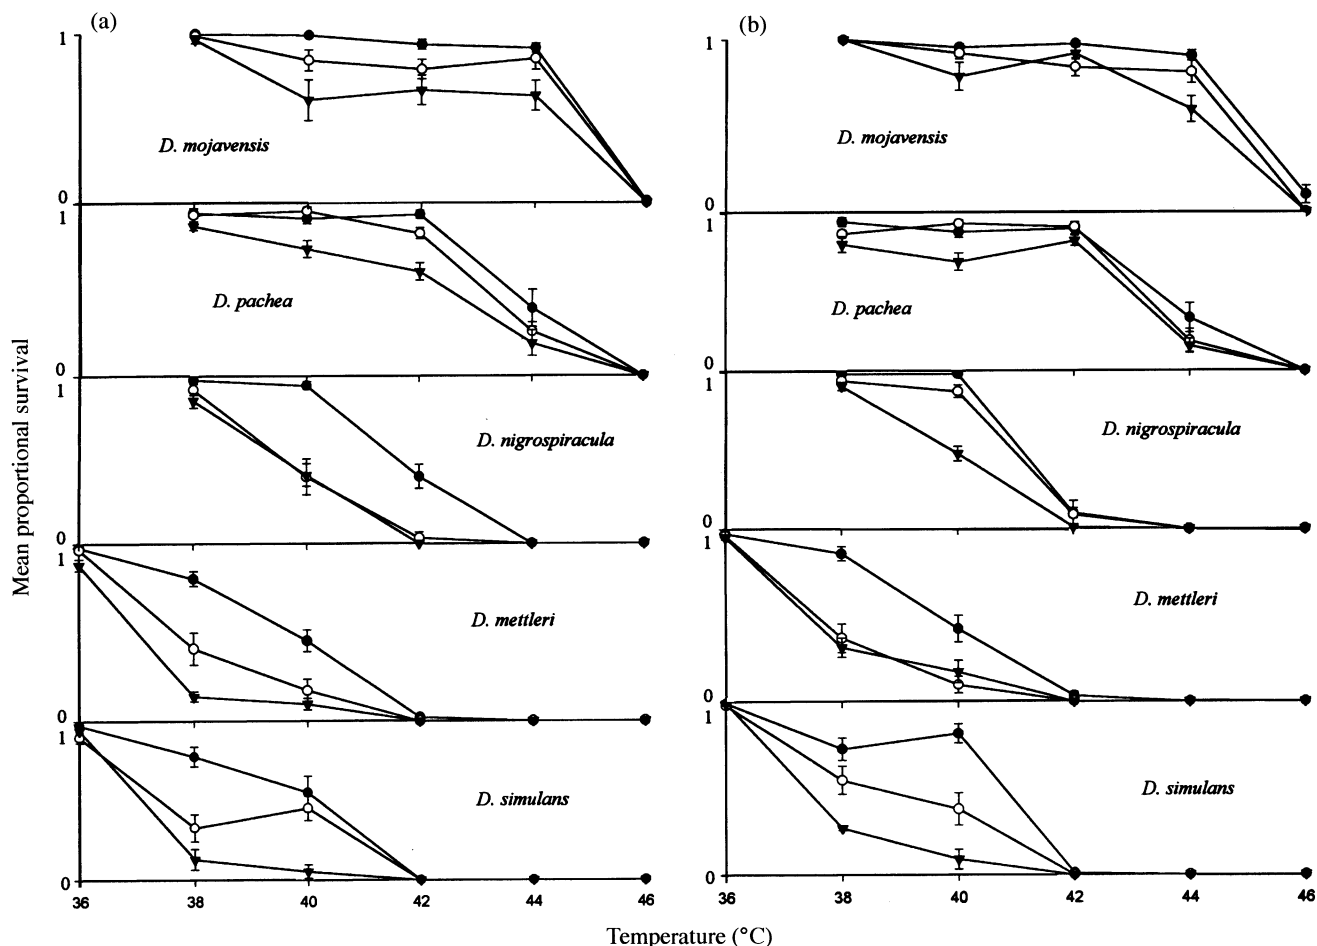 (a)
1
D. mojavensis
0
1
D. pachea
1
D. nigrospiracula
0
1
D. mettleri
0
1
D. simulans
0
36
38
40
42
44
46
(b)
1
D. mojavensis
0
1
D. pachea
0
1
D. nigrospiracula
0
1
D. mettleri
0
1
D. simulans
0
36
38
40
42
44
46
Mean proportional survival
Temperature (°C)